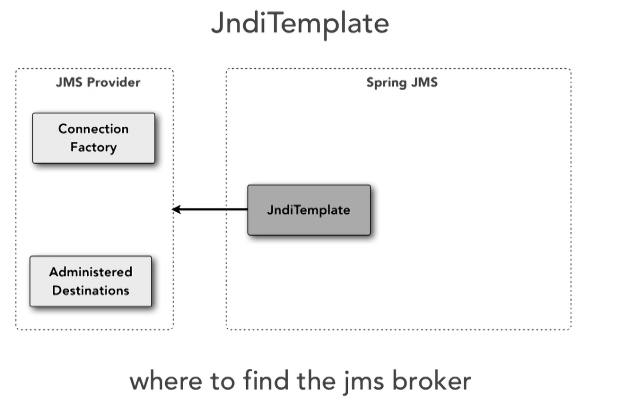 JndiTemplate
JMS Provider
Spring JMS
Connection
Factory
JndiTemplate
Administered
Destinations
where to find the jms broker